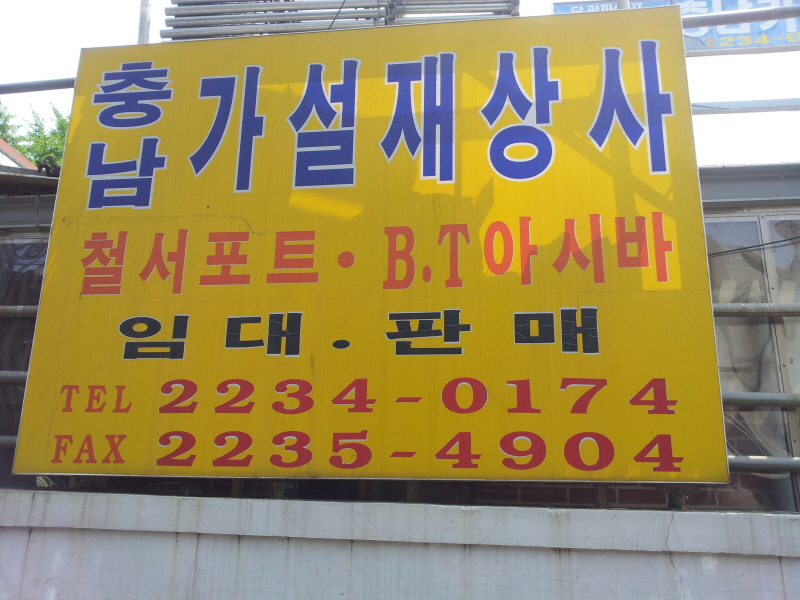 충남 가설재상사
철서포트 · B.T아시바
임대 . 판매
TEL 2234-0174
FAX 2235-4904